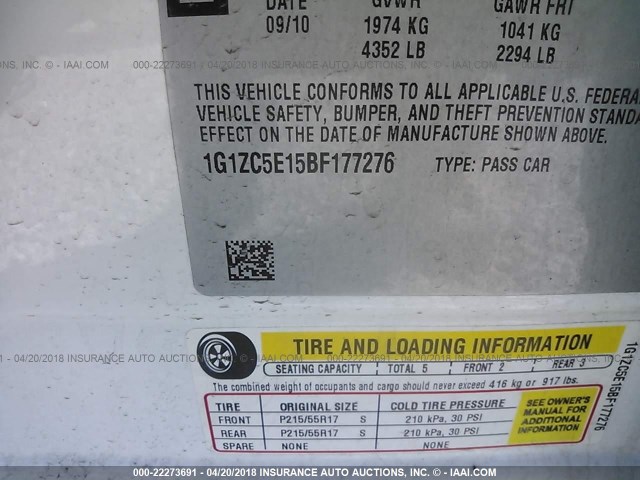 DATE GVWR GAWR FRT
09/10 1974 KG 1041 KG
4352 LB 2294 LB
THIS VEHICLE CONFORMS TO ALL APPLICABLE U.S. FEDERA
VEHICLE SAFETY, BUMPER, AND THEFT PREVENTION STANDA
EFFECT ON THE DATE OF MANUFACTURE SHOWN ABOVE.
1G1ZC5E15BF177276 TYPE: PASS CAR
TIRE AND LOADING INFORMATION
SEATING CAPACITY TOTAL 5 FRONT 2 REAR 3
The combined weight of occupants and cargo should never exceed 416 kg or 917 lbs.
TIRE ORIGINAL SIZE COLD TIRE PRESSURE
FRONT P215/55R17 S 210 kPa, 30 PSI
REAR P215/55R17 S 210 kPa, 30 PSI
SPARE NONE NONE
SEE OWNER'S
MANUAL FOR
ADDITIONAL
INFORMATION
1G1ZC5E15BF177276
000-22273691 - 04/20/2018 - INSURANCE AUTO AUCTIONS, INC. - © IAAI.COM